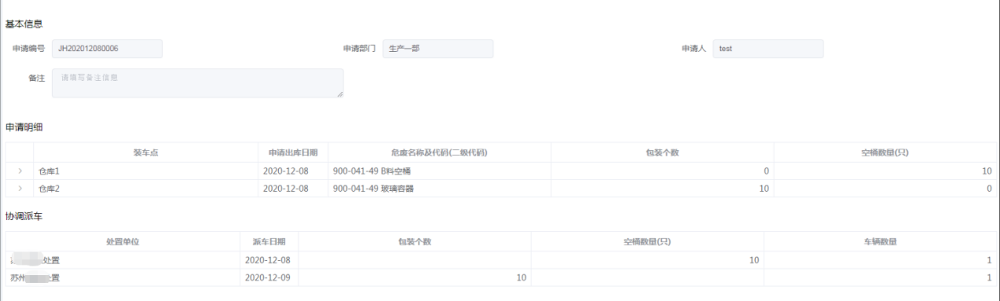 基本信息
申请编号 JH202012080006 申请部门 生产一部 申请人 test
备注 请填写备注信息
申请明细
装车点 申请出库日期 危废名称及代码(二级代码) 包装个数 空桶数量(只)
仓库1 2020-12-08 900-041-49 B料空桶 0 10
仓库2 2020-12-08 900-041-49 玻璃容器 10 0
协调派车
处置单位 派车日期 包装个数 空桶数量(只) 车辆数量
处置 2020-12-08 10 1
苏州 处置 2020-12-09 10 1